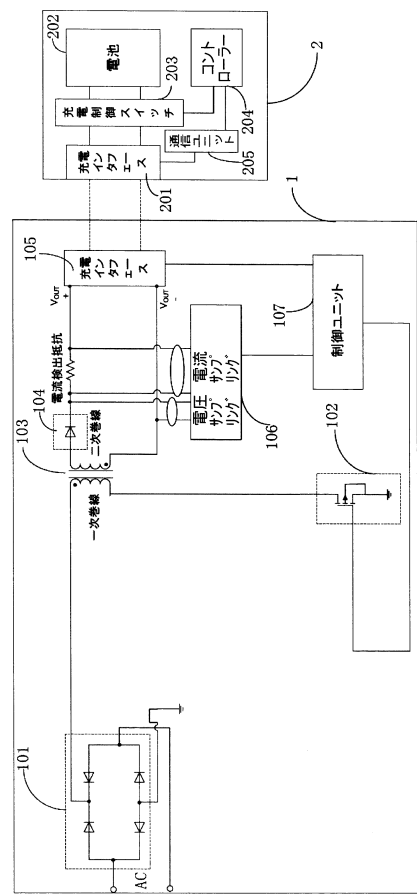 202
電池
203
充電制御スイッチ
コントローラー
204
通信ユニット
205
充電インタフェース
201
2
1
105
充電インタフェース
VOUT
+
VOUT
-
電流検出抵抗
104
二次巻線
103
一次巻線
電流サンプリング
電圧サンプリング
106
107
制御ユニット
102
101
AC